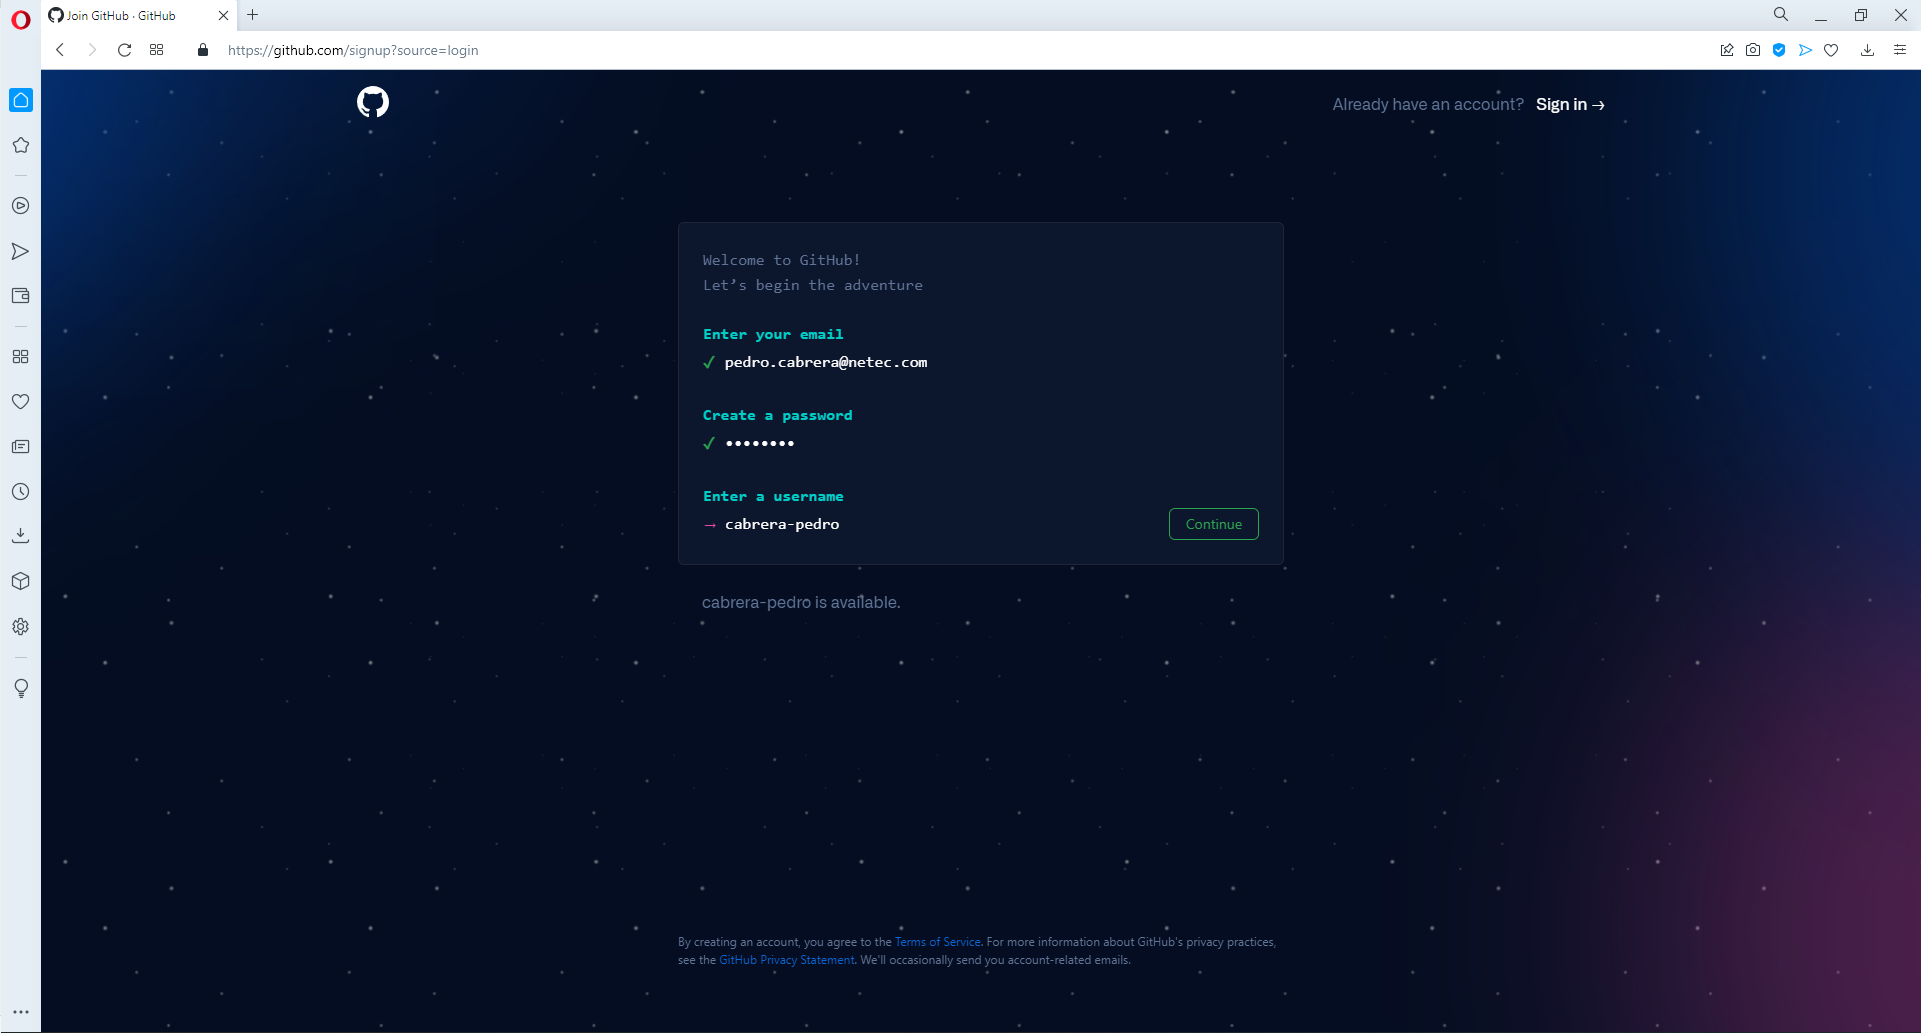 Join GitHub · GitHub
https://github.com/signup?source=login
Already have an account? Sign in →
Welcome to GitHub!
Let’s begin the adventure
Enter your email
✓ pedro.cabrera@netec.com
Create a password
✓ ••••••••
Enter a username
→ cabrera-pedro
Continue
cabrera-pedro is available.
By creating an account, you agree to the Terms of Service. For more information about GitHub's privacy practices,
see the GitHub Privacy Statement. We'll occasionally send you account-related emails.